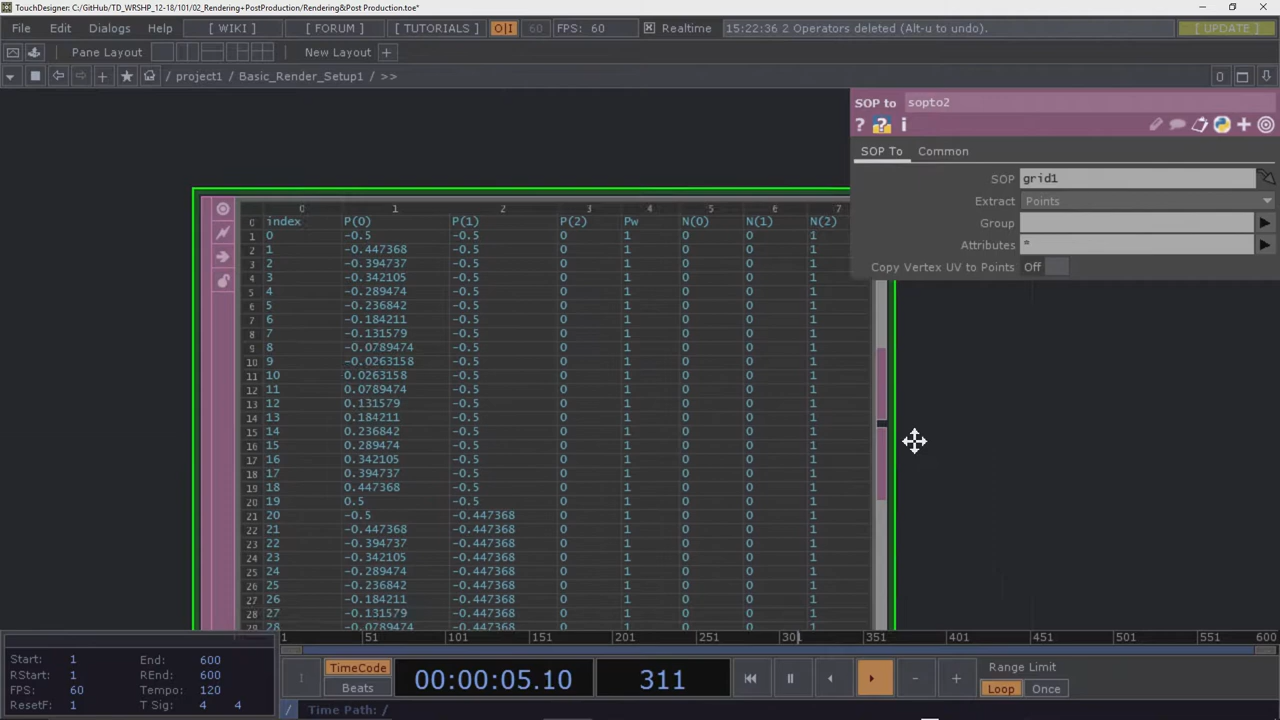 TouchDesigner: C:/GitHub/TD_WRSHP_12-18/101/02_Rendering+PostProduction/Rendering&Post Production.toe*
File Edit Dialogs Help [ WIKI ] [ FORUM ] [ TUTORIALS ] O|I 60 FPS: 60 Realtime 15:22:36 2 Operators deleted (Alt-u to undo). [ UPDATE ]
Pane Layout New Layout +
/ project1 / Basic_Render_Setup1 / >> 0
SOP to sopto2
? ? i
SOP To Common
SOP grid1
Extract Points
Group
Attributes *
Copy Vertex UV to Points Off
0 1 2 3 4 5 6 7
0 index P(0) P(1) P(2) Pw N(0) N(1) N(2)
1 0 -0.5 -0.5 0 1 0 0 1
2 1 -0.447368 -0.5 0 1 0 0 1
3 2 -0.394737 -0.5 0 1 0 0 1
4 3 -0.342105 -0.5 0 1 0 0 1
5 4 -0.289474 -0.5 0 1 0 0 1
6 5 -0.236842 -0.5 0 1 0 0 1
7 6 -0.184211 -0.5 0 1 0 0 1
8 7 -0.131579 -0.5 0 1 0 0 1
9 8 -0.0789474 -0.5 0 1 0 0 1
10 9 -0.0263158 -0.5 0 1 0 0 1
11 10 0.0263158 -0.5 0 1 0 0 1
12 11 0.0789474 -0.5 0 1 0 0 1
13 12 0.131579 -0.5 0 1 0 0 1
14 13 0.184211 -0.5 0 1 0 0 1
15 14 0.236842 -0.5 0 1 0 0 1
16 15 0.289474 -0.5 0 1 0 0 1
17 16 0.342105 -0.5 0 1 0 0 1
18 17 0.394737 -0.5 0 1 0 0 1
19 18 0.447368 -0.5 0 1 0 0 1
20 19 0.5 -0.5 0 1 0 0 1
21 20 -0.5 -0.447368 0 1 0 0 1
22 21 -0.447368 -0.447368 0 1 0 0 1
23 22 -0.394737 -0.447368 0 1 0 0 1
24 23 -0.342105 -0.447368 0 1 0 0 1
25 24 -0.289474 -0.447368 0 1 0 0 1
26 25 -0.236842 -0.447368 0 1 0 0 1
27 26 -0.184211 -0.447368 0 1 0 0 1
28 27 -0.131579 -0.447368 0 1 0 0 1
28 -0.0789474 -0.447368 0 1 0 0 1
1 51 101 151 201 251 301 351 401 451 501 551 600
Start: 1 End: 600
RStart: 1 REnd: 600
FPS: 60 Tempo: 120
ResetF: 1 T Sig: 4 4
1 TimeCode Beats 00:00:05.10 311 - + Range Limit
Loop Once
/ Time Path: /